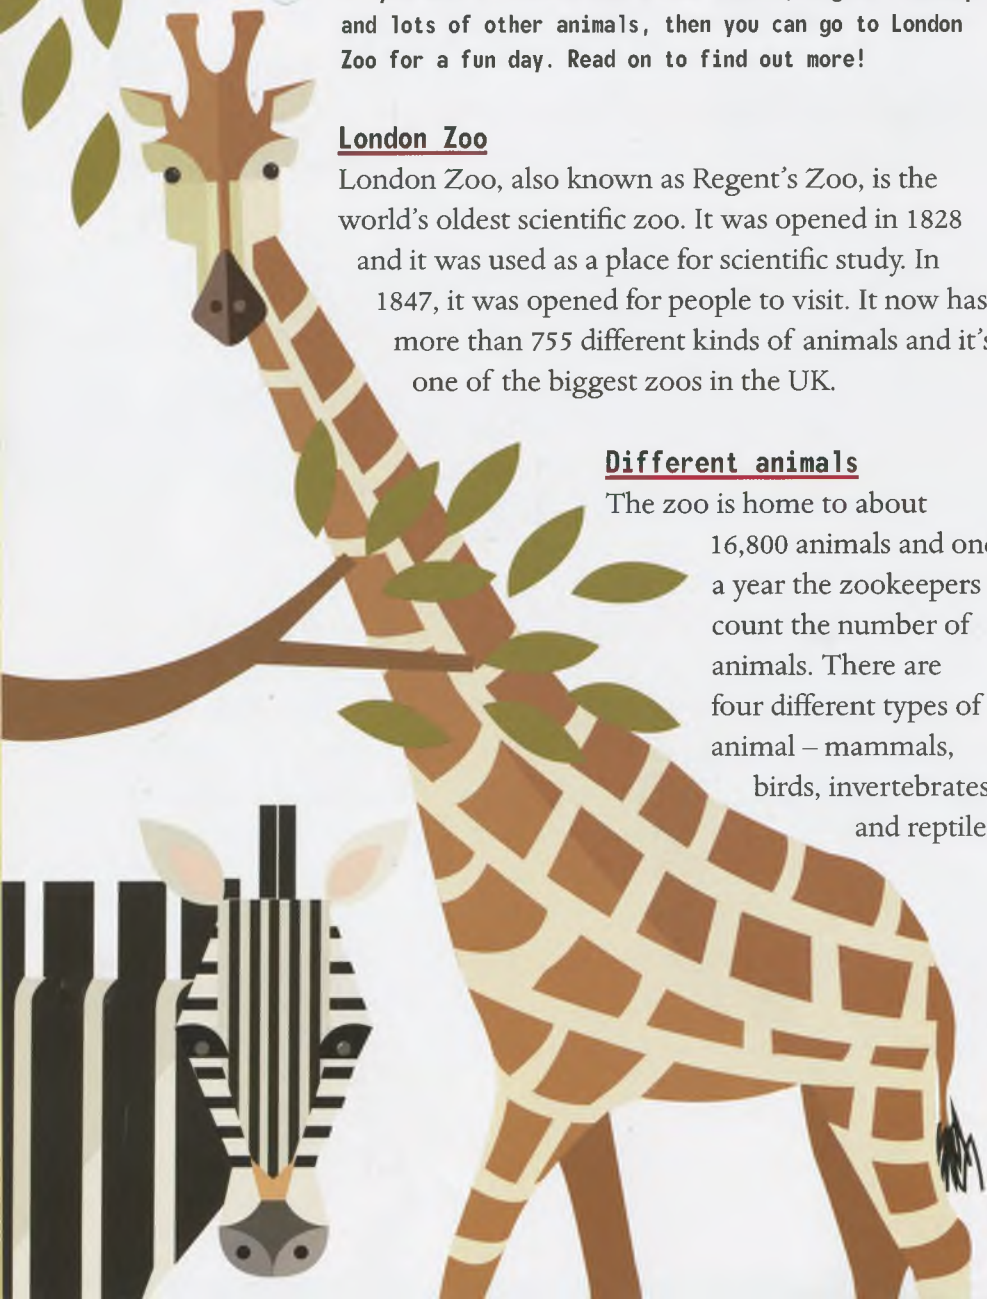 and lots of other animals, then you can go to London
Zoo for a fun day. Read on to find out more!
London Zoo
London Zoo, also known as Regent's Zoo, is the
world's oldest scientific zoo. It was opened in 1828
and it was used as a place for scientific study. In
1847, it was opened for people to visit. It now has
more than 755 different kinds of animals and it's
one of the biggest zoos in the UK.
Different animals
The zoo is home to about
16,800 animals and onc
a year the zookeepers
count the number of
animals. There are
four different types of
animal – mammals,
birds, invertebrates
and reptile